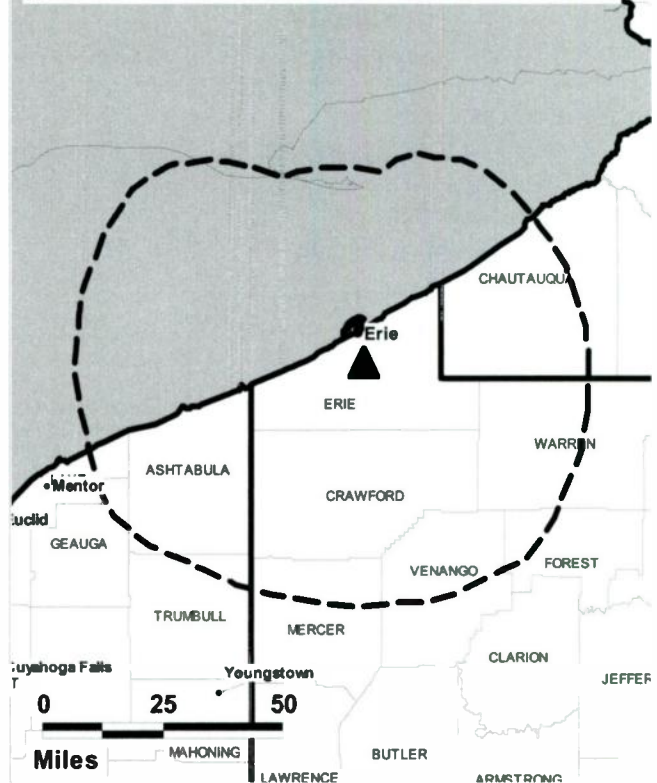 CHAUTAUQUA
Erie
ERIE
WARREN
ASHTABULA
Mentor
CRAWFORD
Euclid
GEAUGA
VENANGO
FOREST
TRUMBULL
MERCER
CLARION
Cuyahoga Falls
Youngstown
T
JEFFER
0 25 50
Miles
MAHONING
BUTLER
LAWRENCE
ARMSTRONG